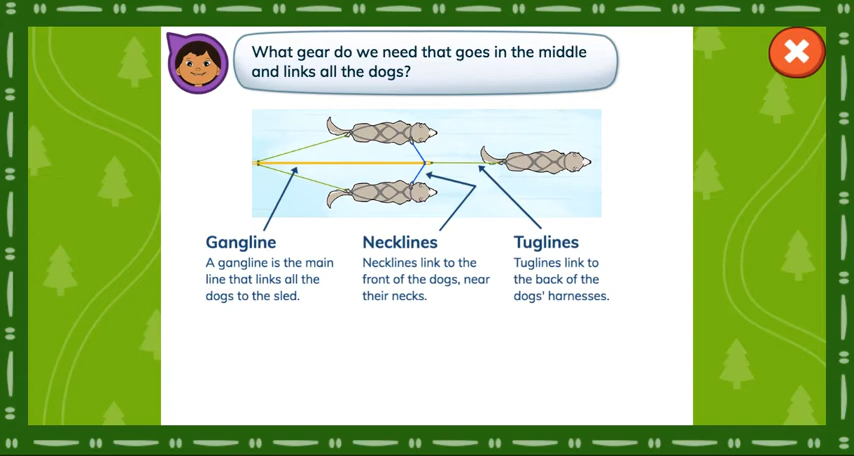 What gear do we need that goes in the middle
and links all the dogs?
Gangline
A gangline is the main
line that links all the
dogs to the sled.
Necklines
Necklines link to the
front of the dogs, near
their necks.
Tuglines
Tuglines link to
the back of the
dogs' harnesses.